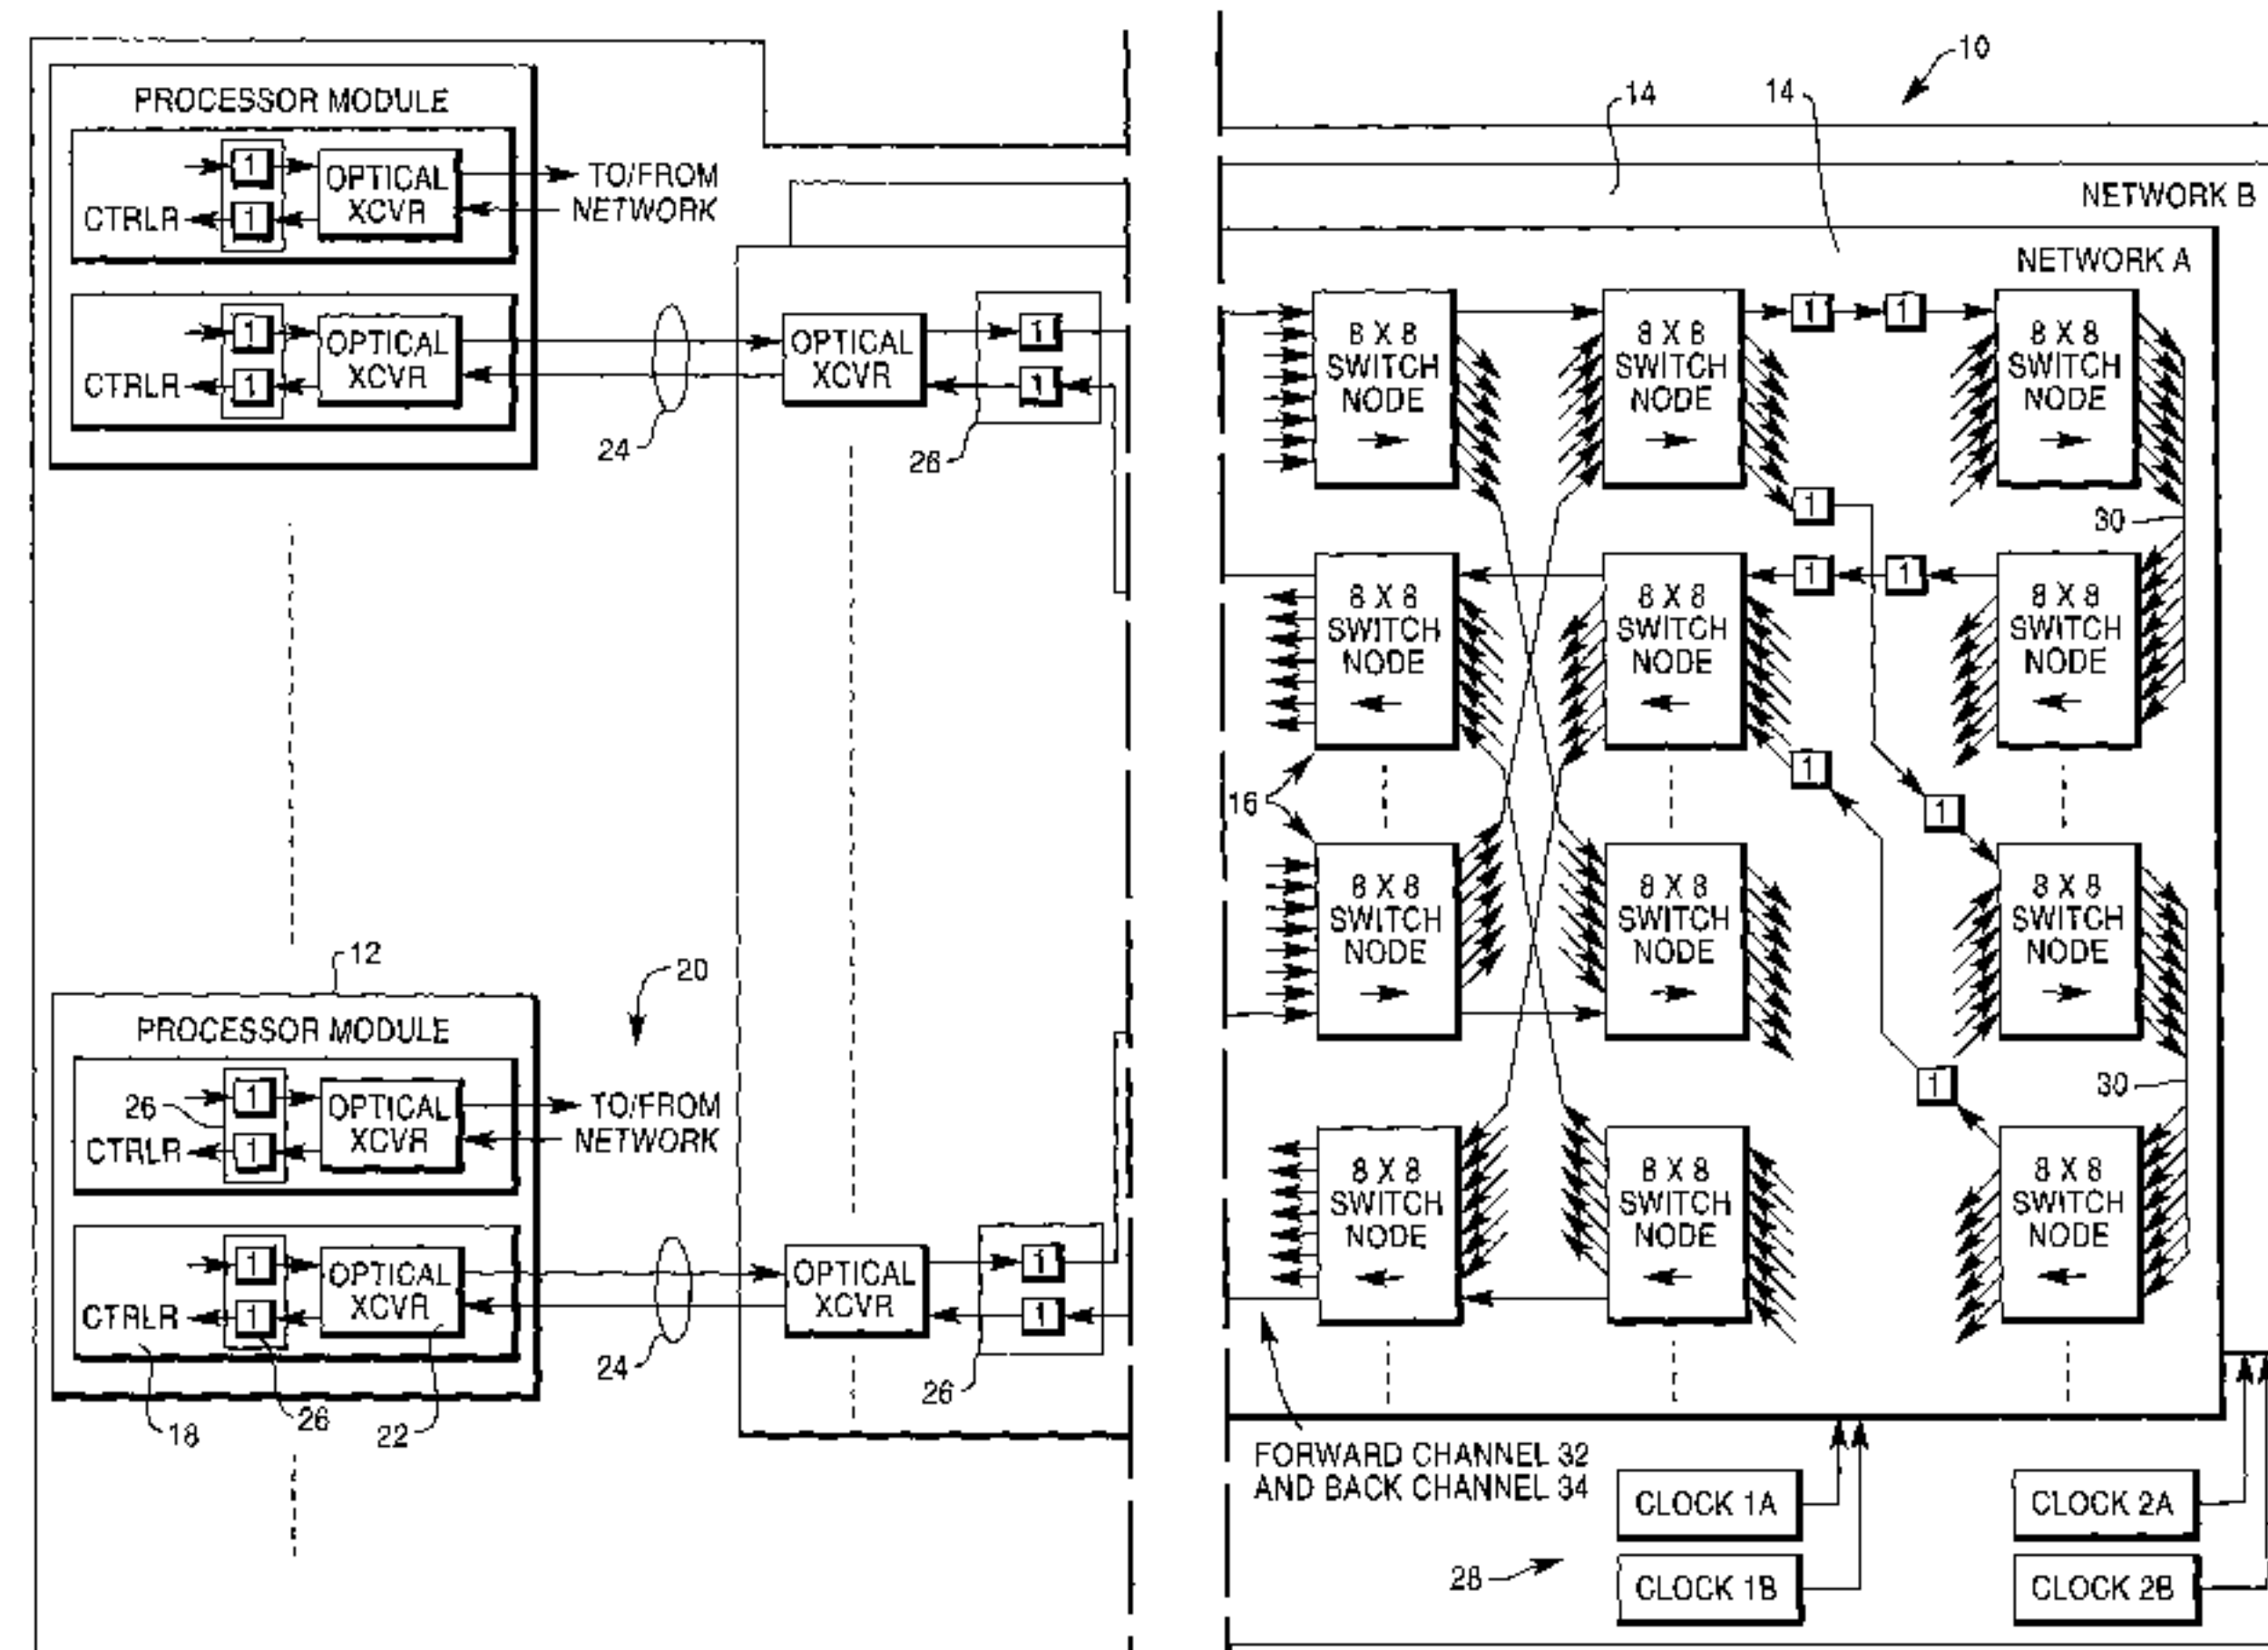 10
14
14
NETWORK B
NETWORK A
PROCESSOR MODULE
1
OPTICAL
XCVR
CTRLR
1
TO/FROM
NETWORK
1
OPTICAL
XCVR
CTRLR
1
24
OPTICAL
XCVR
1
1
26
8 X 8
SWITCH
NODE
8 X 8
SWITCH
NODE
1
1
8 X 8
SWITCH
NODE
1
30
8 X 8
SWITCH
NODE
8 X 8
SWITCH
NODE
1
1
8 X 8
SWITCH
NODE
1
16
1
8 X 8
SWITCH
NODE
8 X 8
SWITCH
NODE
8 X 8
SWITCH
NODE
1
30
8 X 8
SWITCH
NODE
8 X 8
SWITCH
NODE
8 X 8
SWITCH
NODE
12
20
PROCESSOR MODULE
26
1
OPTICAL
XCVR
CTRLR
1
TO/FROM
NETWORK
1
OPTICAL
XCVR
CTRLR
1
18
26
22
24
OPTICAL
XCVR
1
1
26
FORWARD CHANNEL 32
AND BACK CHANNEL 34
28
CLOCK 1A
CLOCK 1B
CLOCK 2A
CLOCK 2B